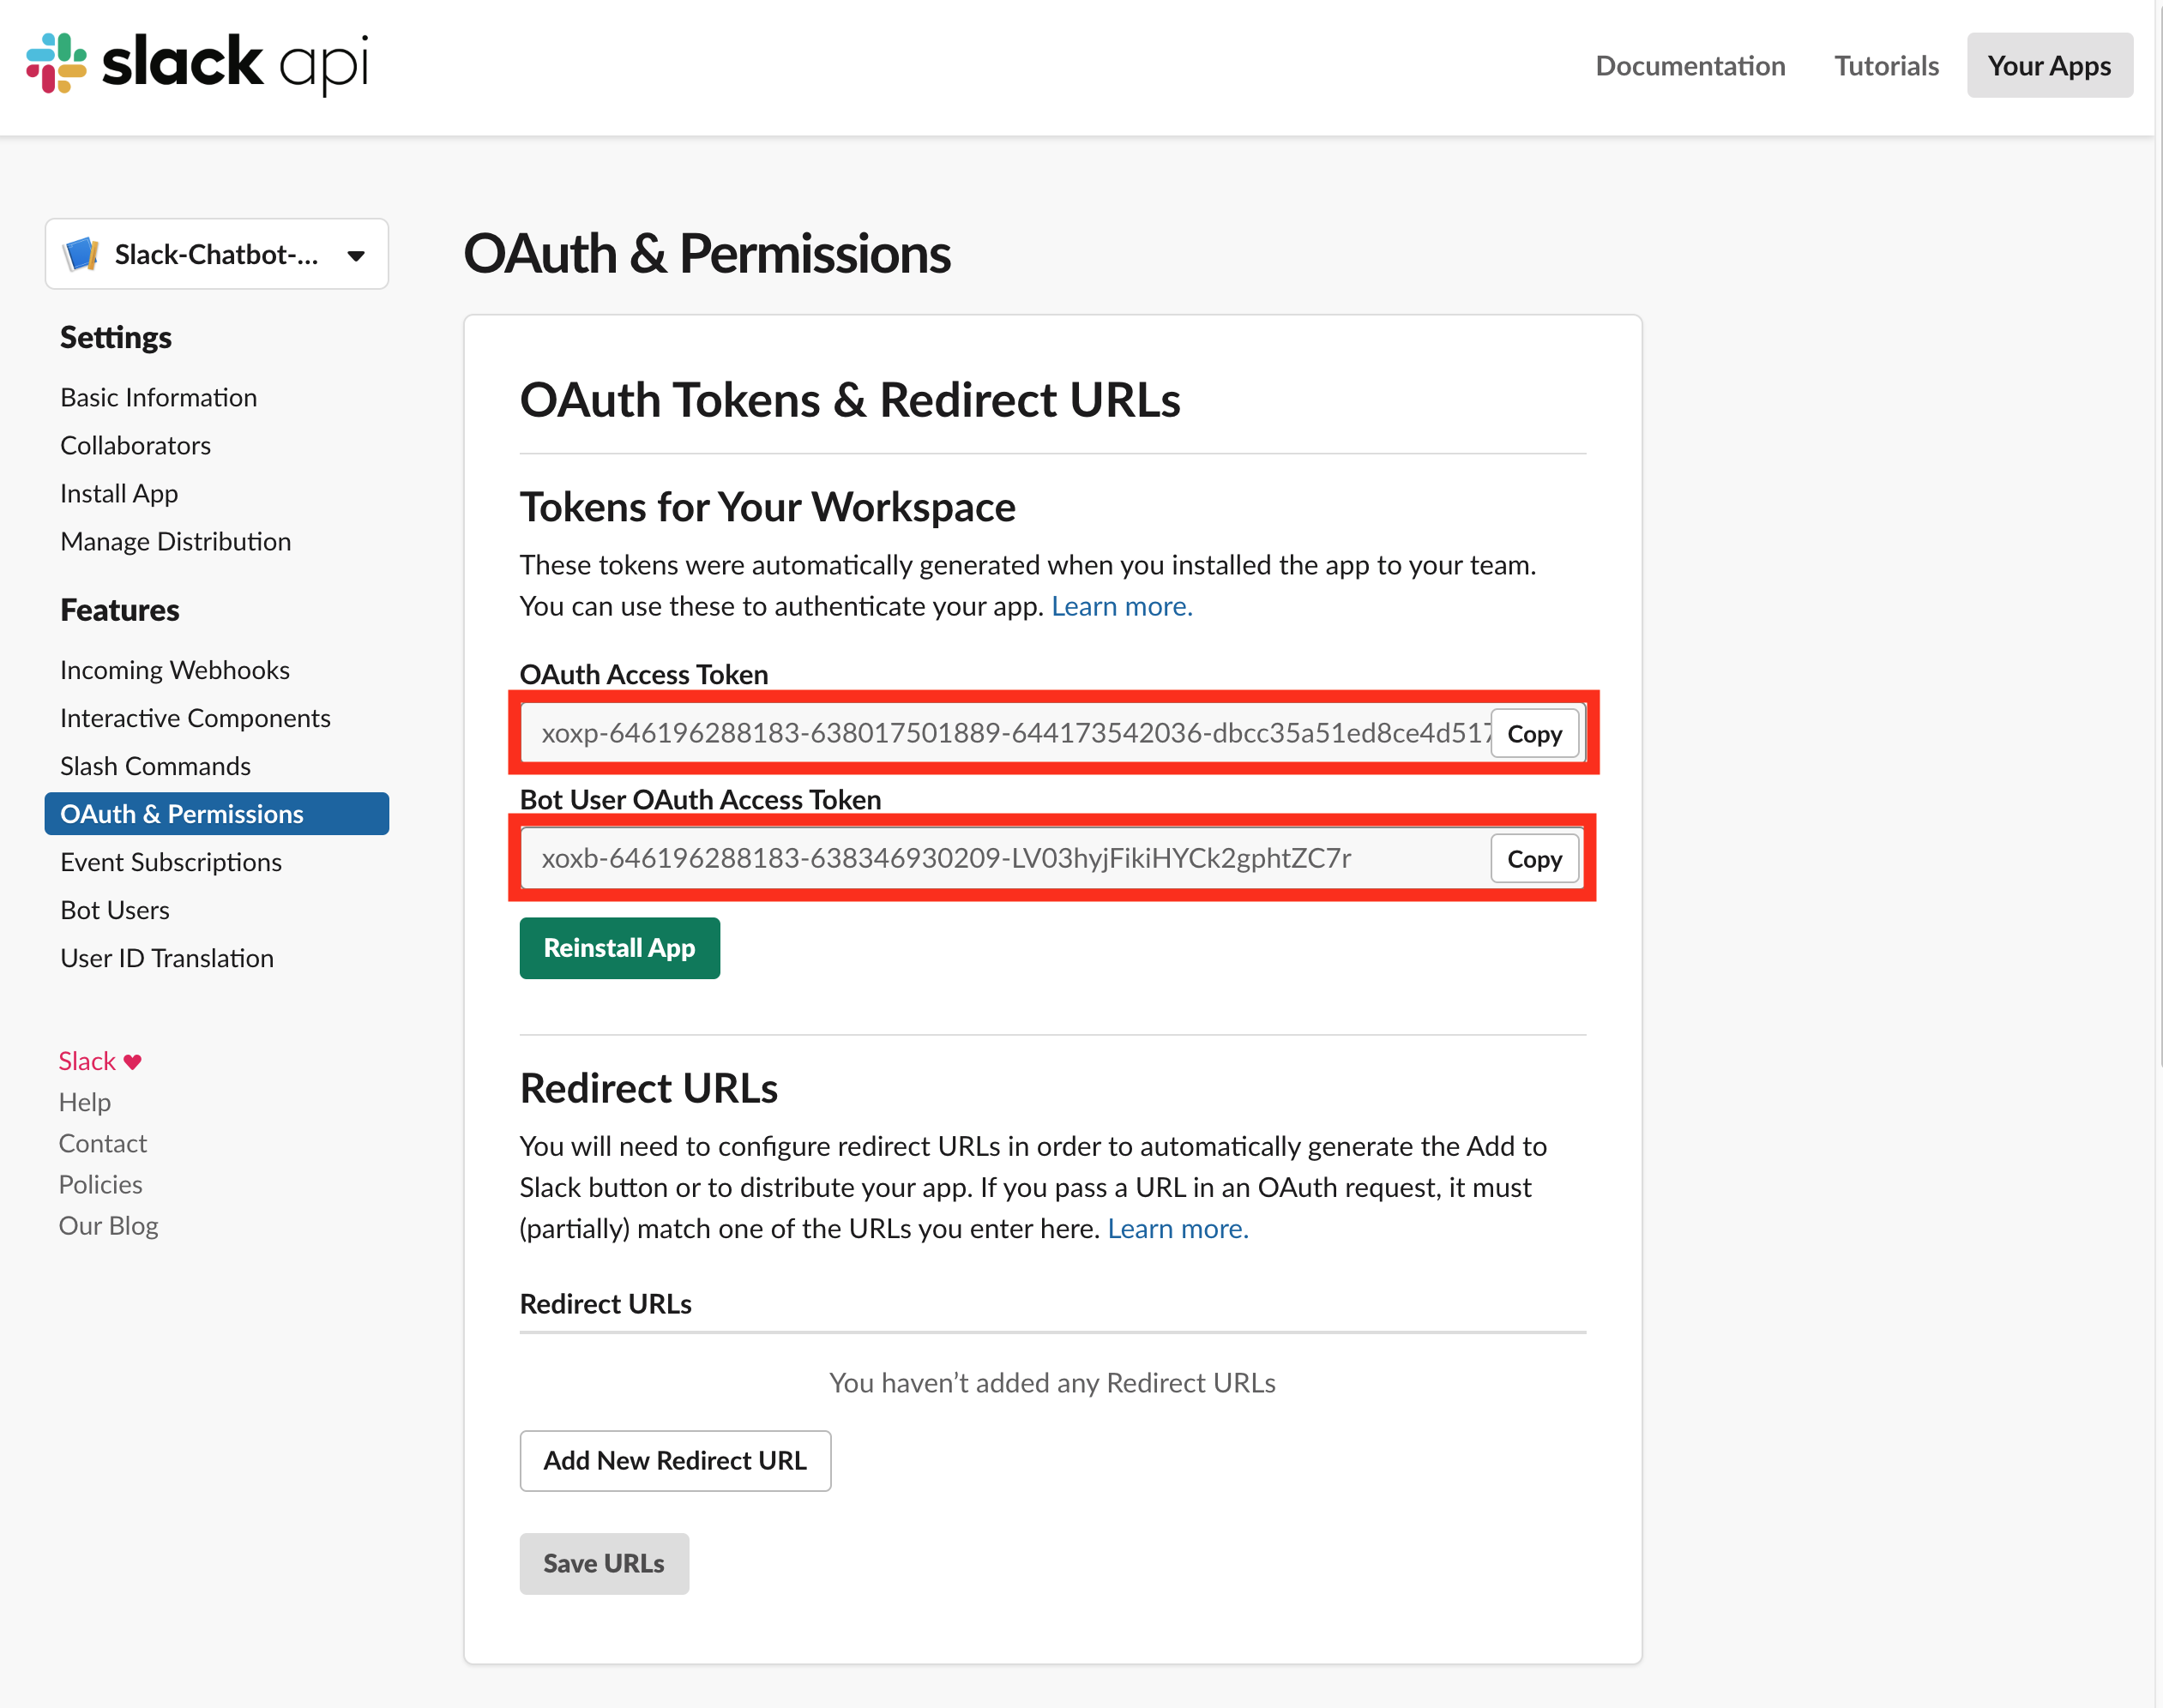 slack api
Documentation
Tutorials
Your Apps
Slack-Chatbot-...
Settings
Basic Information
Collaborators
Install App
Manage Distribution
Features
Incoming Webhooks
Interactive Components
Slash Commands
OAuth & Permissions
Event Subscriptions
Bot Users
User ID Translation
Slack ♥
Help
Contact
Policies
Our Blog
OAuth & Permissions
OAuth Tokens & Redirect URLs
Tokens for Your Workspace
These tokens were automatically generated when you installed the app to your team.
You can use these to authenticate your app. Learn more.
OAuth Access Token
xoxp-646196288183-638017501889-644173542036-dbcc35a51ed8ce4d517
Copy
Bot User OAuth Access Token
xoxb-646196288183-638346930209-LV03hyjFikiHYCk2gphtZC7r
Copy
Reinstall App
Redirect URLs
You will need to configure redirect URLs in order to automatically generate the Add to
Slack button or to distribute your app. If you pass a URL in an OAuth request, it must
(partially) match one of the URLs you enter here. Learn more.
Redirect URLs
You haven’t added any Redirect URLs
Add New Redirect URL
Save URLs